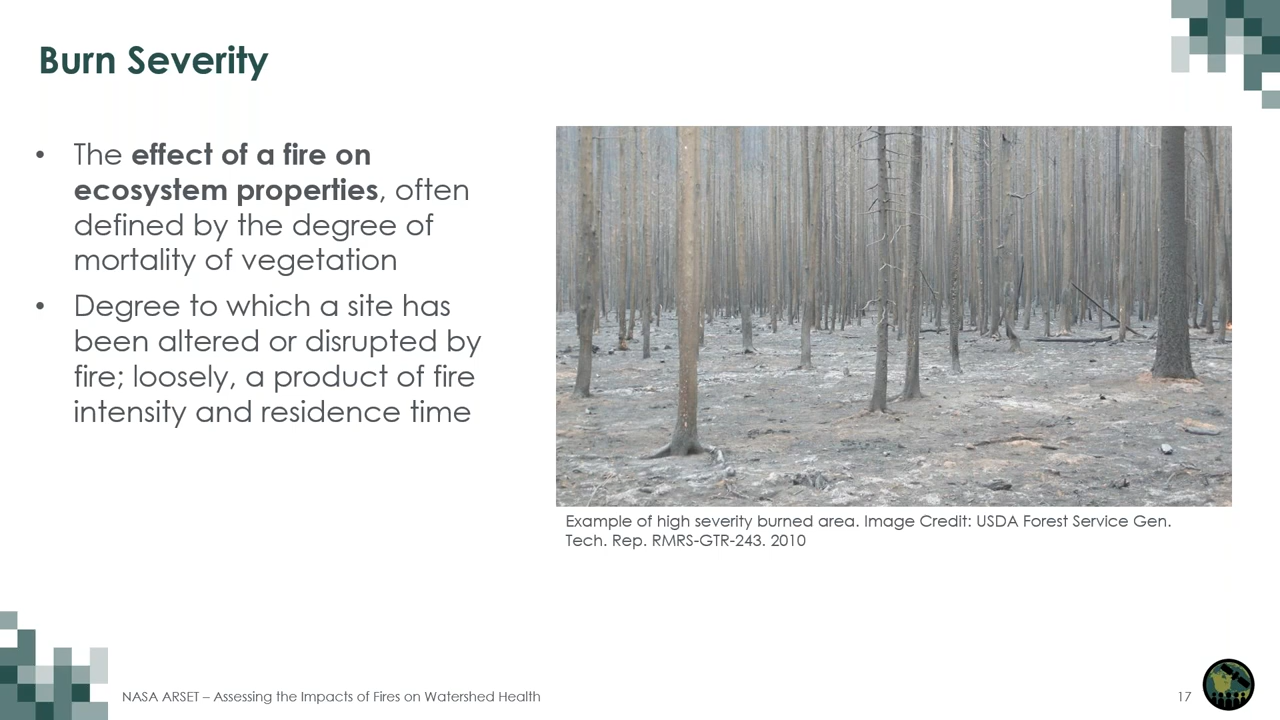 Burn Severity
• The effect of a fire on
ecosystem properties, often
defined by the degree of
mortality of vegetation
• Degree to which a site has
been altered or disrupted by
fire; loosely, a product of fire
intensity and residence time
Example of high severity burned area. Image Credit: USDA Forest Service Gen.
Tech. Rep. RMRS-GTR-243. 2010
NASA ARSET – Assessing the Impacts of Fires on Watershed Health
17